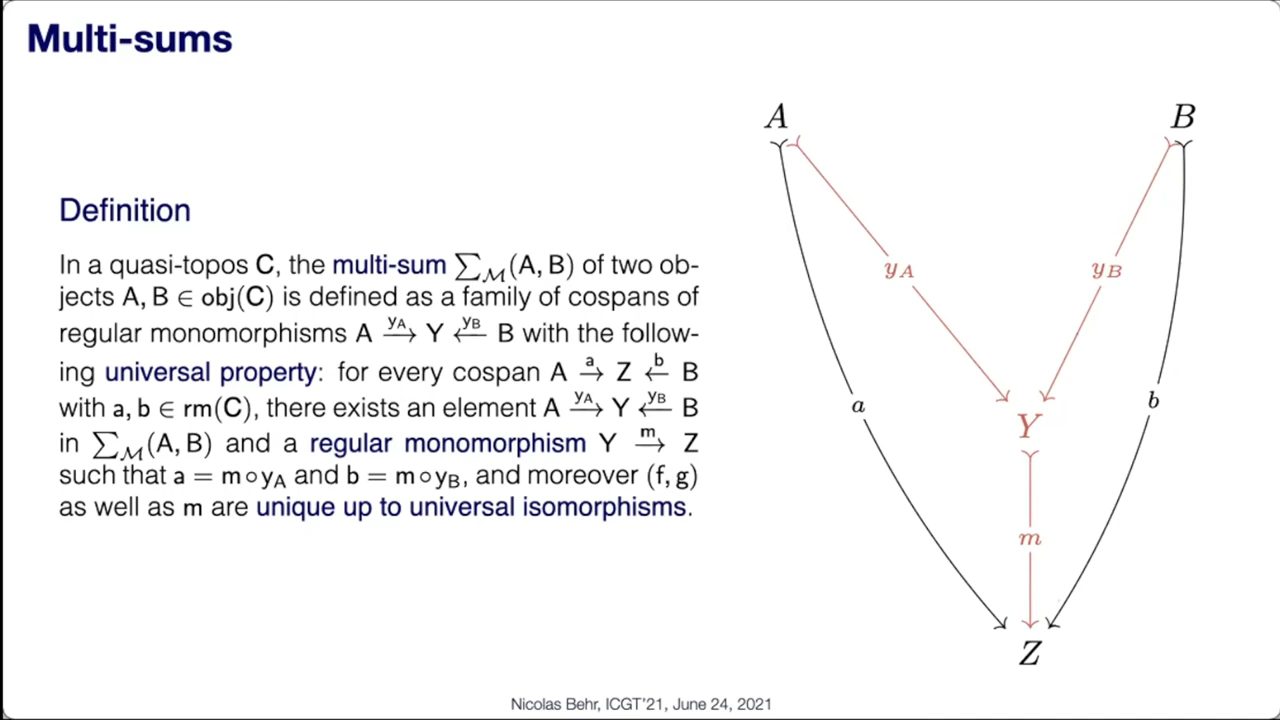 Multi-sums
Definition
In a quasi-topos C, the multi-sum ∑_ℳ(A, B) of two ob-
jects A, B ∈ obj(C) is defined as a family of cospans of
regular monomorphisms A –y_A→ Y ←y_B– B with the follow-
ing universal property: for every cospan A –a→ Z ←b– B
with a, b ∈ rm(C), there exists an element A –y_A→ Y ←y_B– B
in ∑_ℳ(A, B) and a regular monomorphism Y –m→ Z
such that a = m ∘ y_A and b = m ∘ y_B, and moreover (f, g)
as well as m are unique up to universal isomorphisms.
A B
y_A y_B
a Y b
m
Z
Nicolas Behr, ICGT'21, June 24, 2021